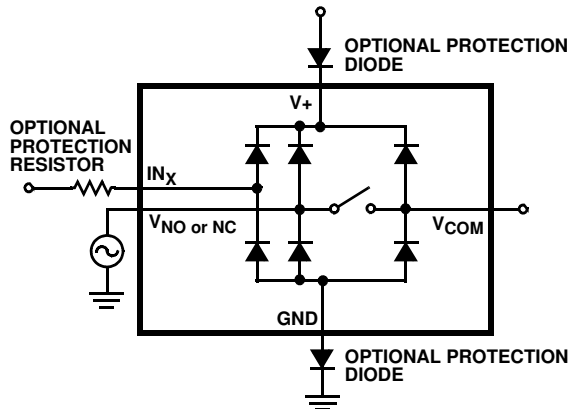 OPTIONAL PROTECTION
DIODE
V+
OPTIONAL
PROTECTION
RESISTOR
INX
VNO or NC
VCOM
GND
OPTIONAL PROTECTION
DIODE